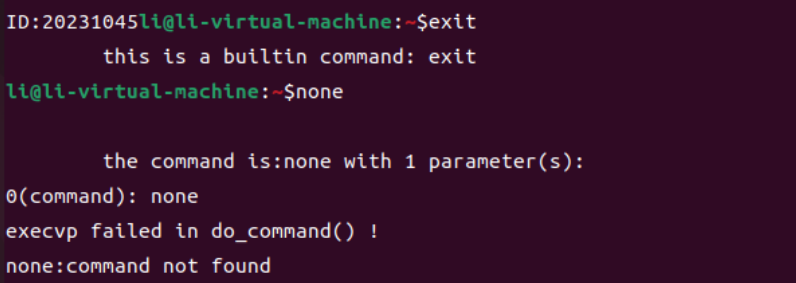 ID:20231045li@li-virtual-machine:~$exit
this is a builtin command: exit
li@li-virtual-machine:~$none
the command is:none with 1 parameter(s):
0(command): none
execvp failed in do_command() !
none:command not found